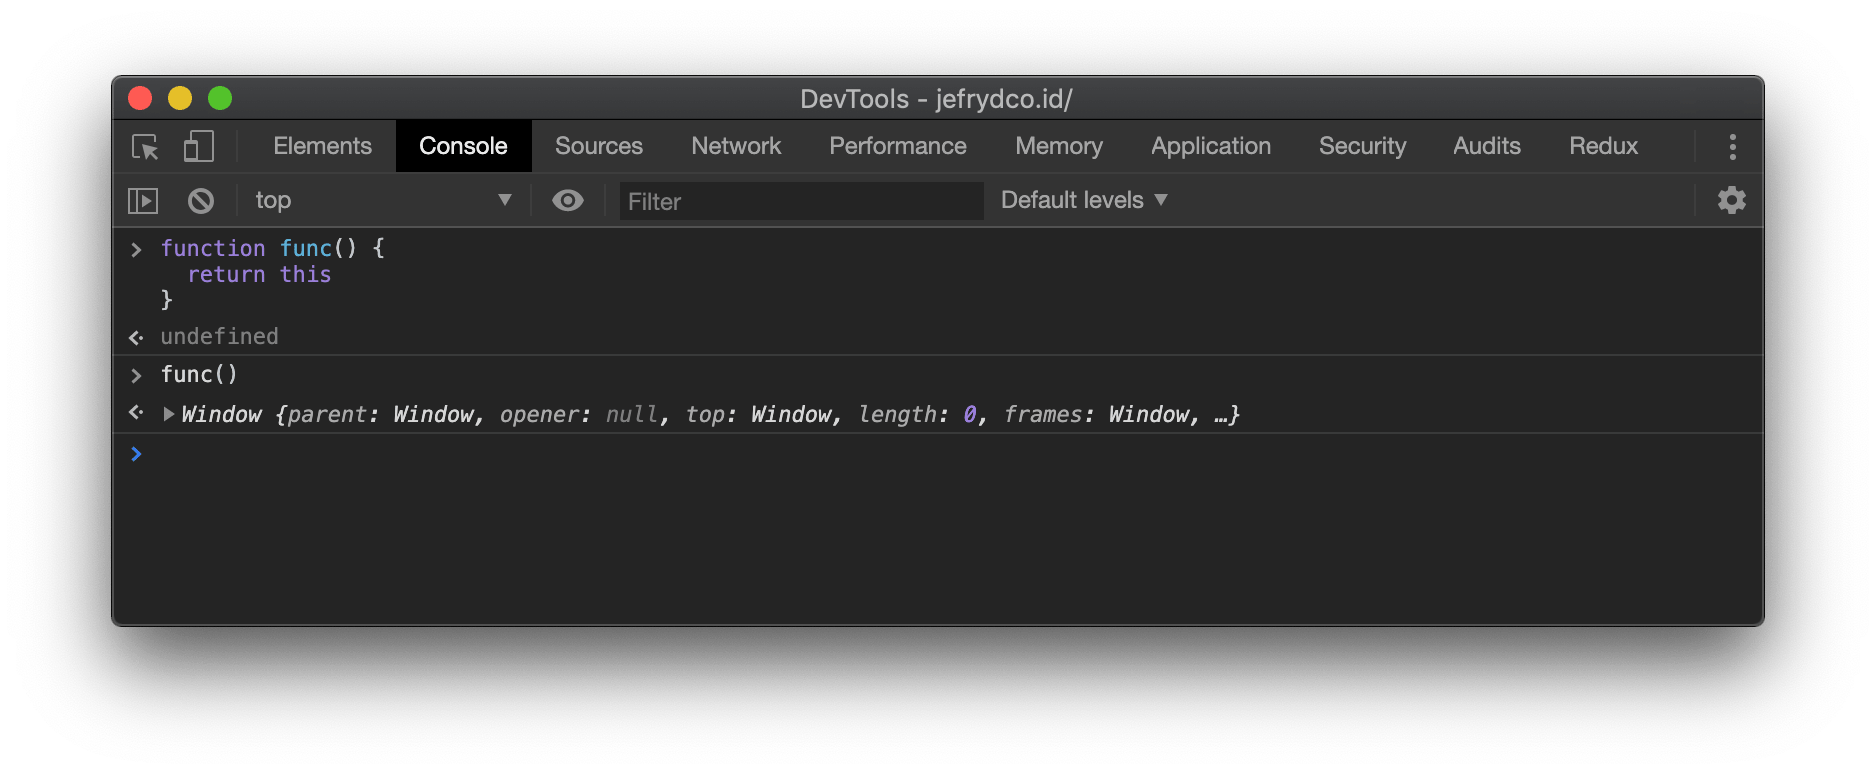 DevTools - jefrydco.id/
Elements Console Sources Network Performance Memory Application Security Audits Redux
top ▼ Filter Default levels ▼
> function func() {
return this
}
undefined
> func()
▶ Window {parent: Window, opener: null, top: Window, length: 0, frames: Window, …}
>